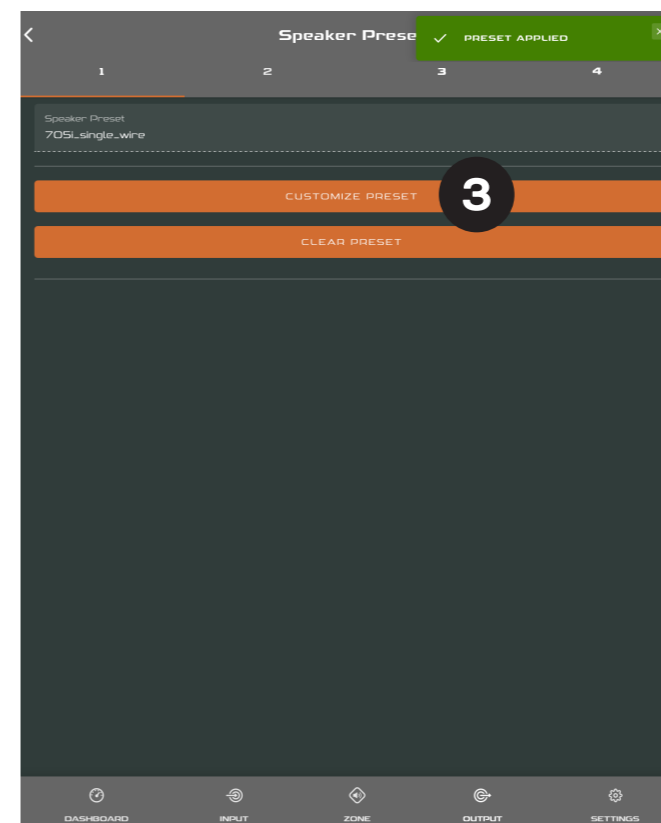 Speaker Prese
PRESET APPLIED
1 2 3 4
Speaker Preset
705i_single_wire
CUSTOMIZE PRESET
3
CLEAR PRESET
DASHBOARD INPUT ZONE OUTPUT SETTINGS